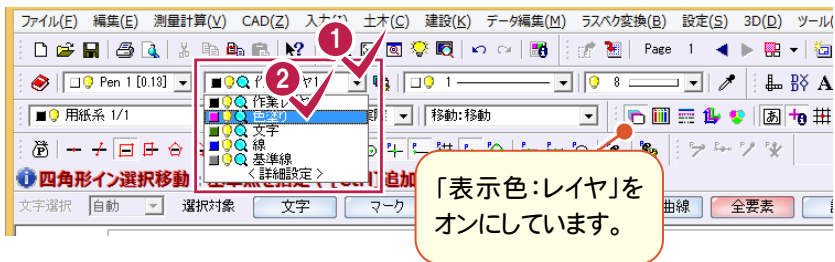 ファイル(F) 編集(E) 測量計算(V) CAD(Z) 土木(C) 建設(K) データ編集(M) ラスベク変換(B) 設定(S) 3D(D) ツール
Page 1
1
2
Pen 1 [0.13] 1 8
作業レ
色塗り
文字
線
基準線
<詳細設定>
用紙系 1/1 移動:移動 あ
四角形イン選択移動 追加
文字選択 自動 選択対象 文字 マーク 曲線 全要素
「表示色:レイヤ」を
オンにしています。